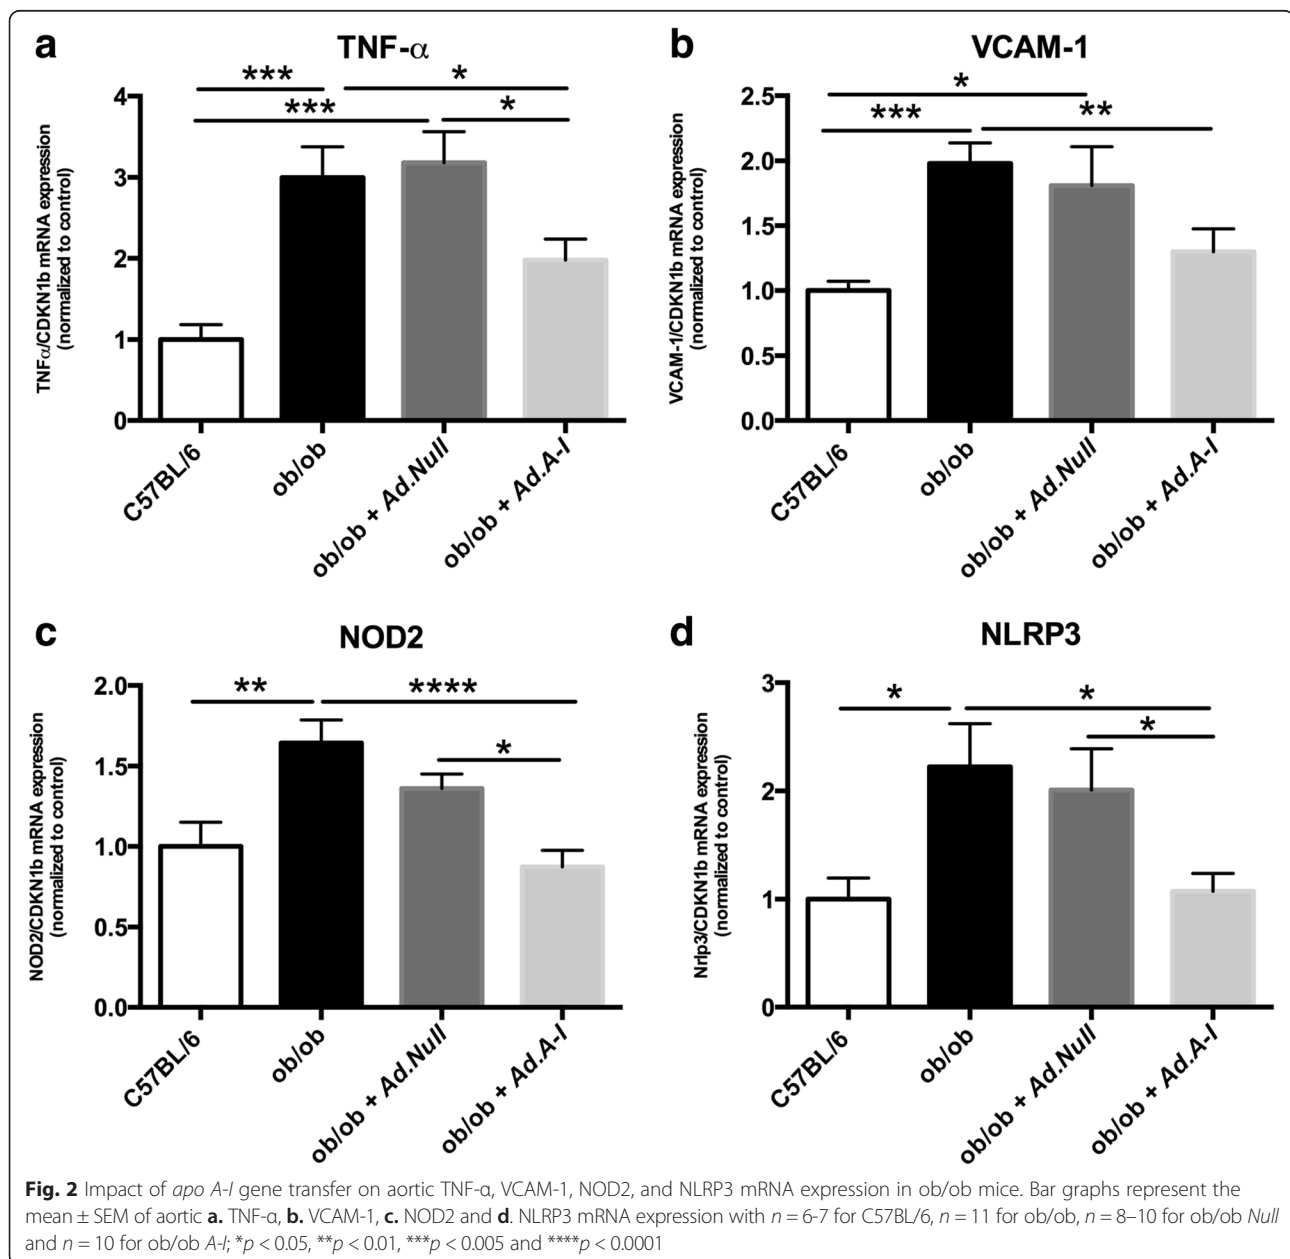 a
TNF-α
*** *
*** *
TNFα/CDKN1b mRNA expression
(normalized to control)
4
3
2
1
0
C57BL/6
ob/ob
ob/ob + Ad.Null
ob/ob + Ad.A-I
b
VCAM-1
*
*** **
VCAM-1/CDKN1b mRNA expression
(normalized to control)
2.5
2.0
1.5
1.0
0.5
0.0
C57BL/6
ob/ob
ob/ob + Ad.Null
ob/ob + Ad.A-I
c
NOD2
** ****
*
NOD2/CDKN1b mRNA expression
(normalized to control)
2.0
1.5
1.0
0.5
0.0
C57BL/6
ob/ob
ob/ob + Ad.Null
ob/ob + Ad.A-I
d
NLRP3
* *
*
Nrlp3/CDKN1b mRNA expression
(normalized to control)
3
2
1
0
C57BL/6
ob/ob
ob/ob + Ad.Null
ob/ob + Ad.A-I
Fig. 2 Impact of apo A-I gene transfer on aortic TNF-α, VCAM-1, NOD2, and NLRP3 mRNA expression in ob/ob mice. Bar graphs represent the
mean ± SEM of aortic a. TNF-α, b. VCAM-1, c. NOD2 and d. NLRP3 mRNA expression with n = 6-7 for C57BL/6, n = 11 for ob/ob, n = 8–10 for ob/ob Null
and n = 10 for ob/ob A-I; *p < 0.05, **p < 0.01, ***p < 0.005 and ****p < 0.0001